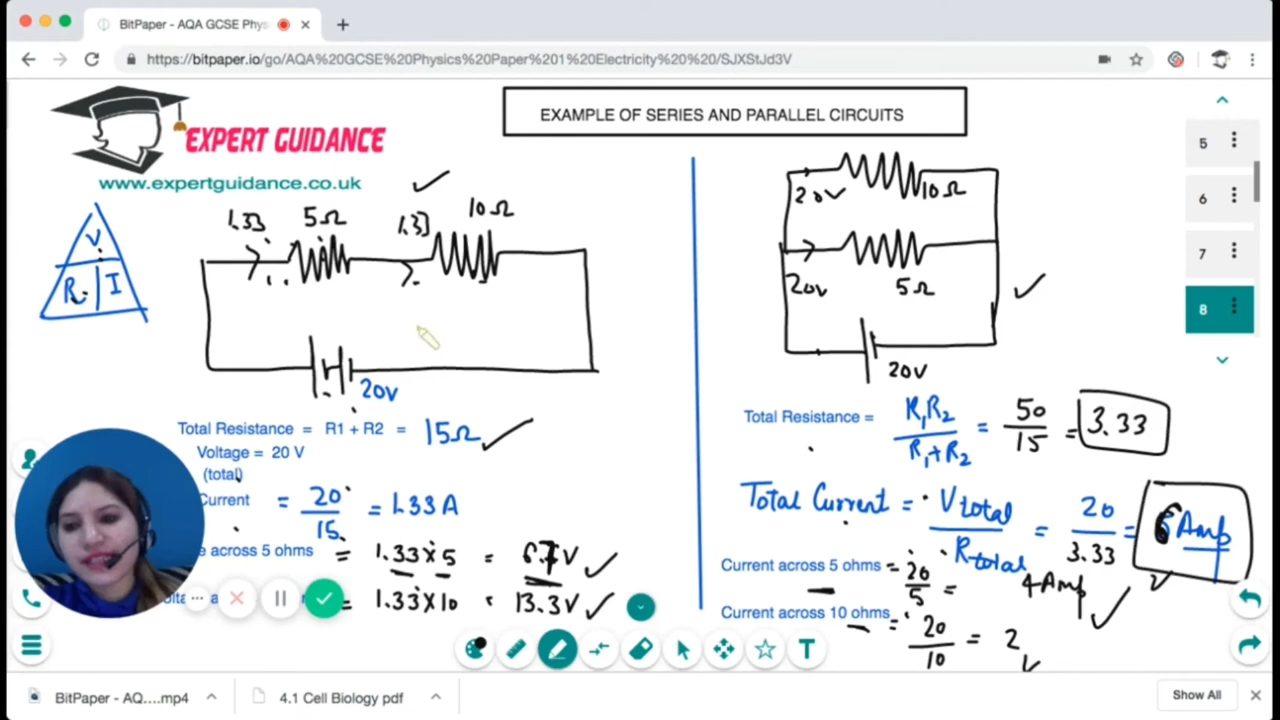 BitPaper - AQA GCSE Phys
https://bitpaper.io/go/AQA%20GCSE%20Physics%20Paper%201%20Electricity%20%20/SJXStJd3V
EXPERT GUIDANCE
www.expertguidance.co.uk
EXAMPLE OF SERIES AND PARALLEL CIRCUITS
V
R I
1.33 5Ω 1.33 10Ω
20V
Total Resistance = R1 + R2 = 15Ω
Voltage = 20 V
(total)
Current = 20/15 = 1.33A
e across 5 ohms = 1.33 x 5 = 6.7V
= 1.33 x 10 = 13.3V
20V 10Ω
20V 5Ω
20V
Total Resistance = R1R2/R1+R2 = 50/15 = 3.33
Total Current = Vtotal/Rtotal = 20/3.33 = 6 Amp
Current across 5 ohms = 20/5 = 4 Amp
Current across 10 ohms = 20/10 = 2
5
6
7
8
T
BitPaper - AQ....mp4
4.1 Cell Biology pdf
Show All